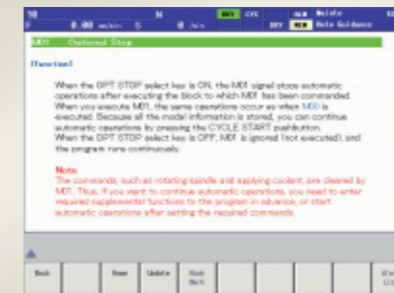 N
0.00 S 0
M01 Optional Stop
[Function]
When the OPT STOP select key is ON, the M01 signal stops automatic
operations after executing the block to which M01 has been commanded.
When you execute M01, the same operations occur as when M00 is
executed. Because all the modal information is stored, you can continue
automatic operations by pressing the CYCLE START pushbutton.
When the OPT STOP select key is OFF, M01 is ignored (not executed), and
the program runs continuously.
Note
The commands, such as rotating spindle and applying coolant, are cleared by
M01. Thus, if you want to continue automatic operations, you need to enter
required supplemental functions to the program in advance, or start
automatic operations after setting the required commands.
Back Home Update Book
Mark